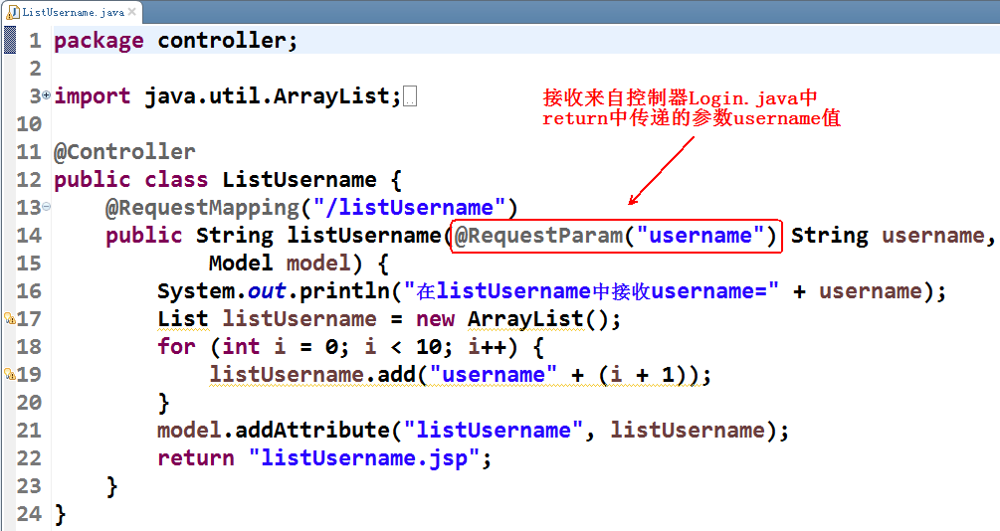 ListUsername.java
1 package controller;
2
3 import java.util.ArrayList;
接收来自控制器Login.java中
return中传递的参数username值
10
11 @Controller
12 public class ListUsername {
13 @RequestMapping("/listUsername")
14 public String listUsername(@RequestParam("username") String username,
15 Model model) {
16 System.out.println("在listUsername中接收username=" + username);
17 List listUsername = new ArrayList();
18 for (int i = 0; i < 10; i++) {
19 listUsername.add("username" + (i + 1));
20 }
21 model.addAttribute("listUsername", listUsername);
22 return "listUsername.jsp";
23 }
24 }